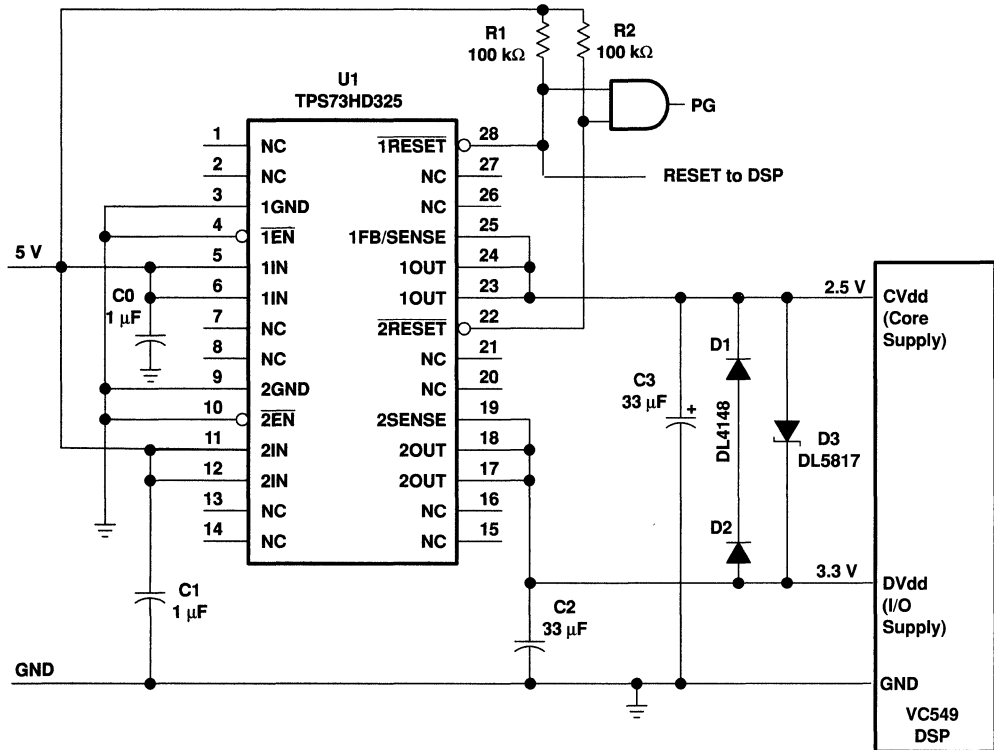 R1
100 kΩ
R2
100 kΩ
PG
U1
TPS73HD325
1 NC
2 NC
3 1GND
4 1EN
5 1IN
6 1IN
7 NC
8 NC
9 2GND
10 2EN
11 2IN
12 2IN
13 NC
14 NC
1RESET 28
NC 27
NC 26
1FB/SENSE 25
1OUT 24
1OUT 23
2RESET 22
NC 21
NC 20
2SENSE 19
2OUT 18
2OUT 17
NC 16
NC 15
RESET to DSP
5 V
C0
1 µF
C1
1 µF
C2
33 µF
C3
33 µF
+
D1
DL4148
D2
D3
DL5817
2.5 V
3.3 V
CVdd
(Core
Supply)
DVdd
(I/O
Supply)
GND
GND
VC549
DSP